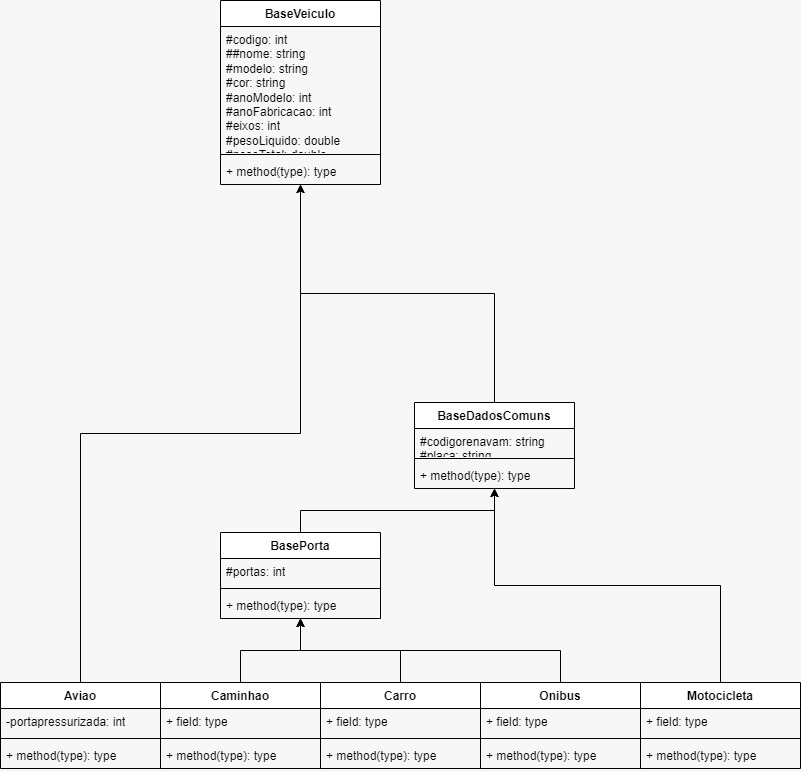 BaseVeiculo
#codigo: int
##nome: string
#modelo: string
#cor: string
#anoModelo: int
#anoFabricacao: int
#eixos: int
#pesoLiquido: double
#pesoTotal: double
+ method(type): type
BaseDadosComuns
#codigorenavam: string
#placa: string
+ method(type): type
BasePorta
#portas: int
+ method(type): type
Aviao
-portapressurizada: int
+ method(type): type
Caminhao
+ field: type
+ method(type): type
Carro
+ field: type
+ method(type): type
Onibus
+ field: type
+ method(type): type
Motocicleta
+ field: type
+ method(type): type